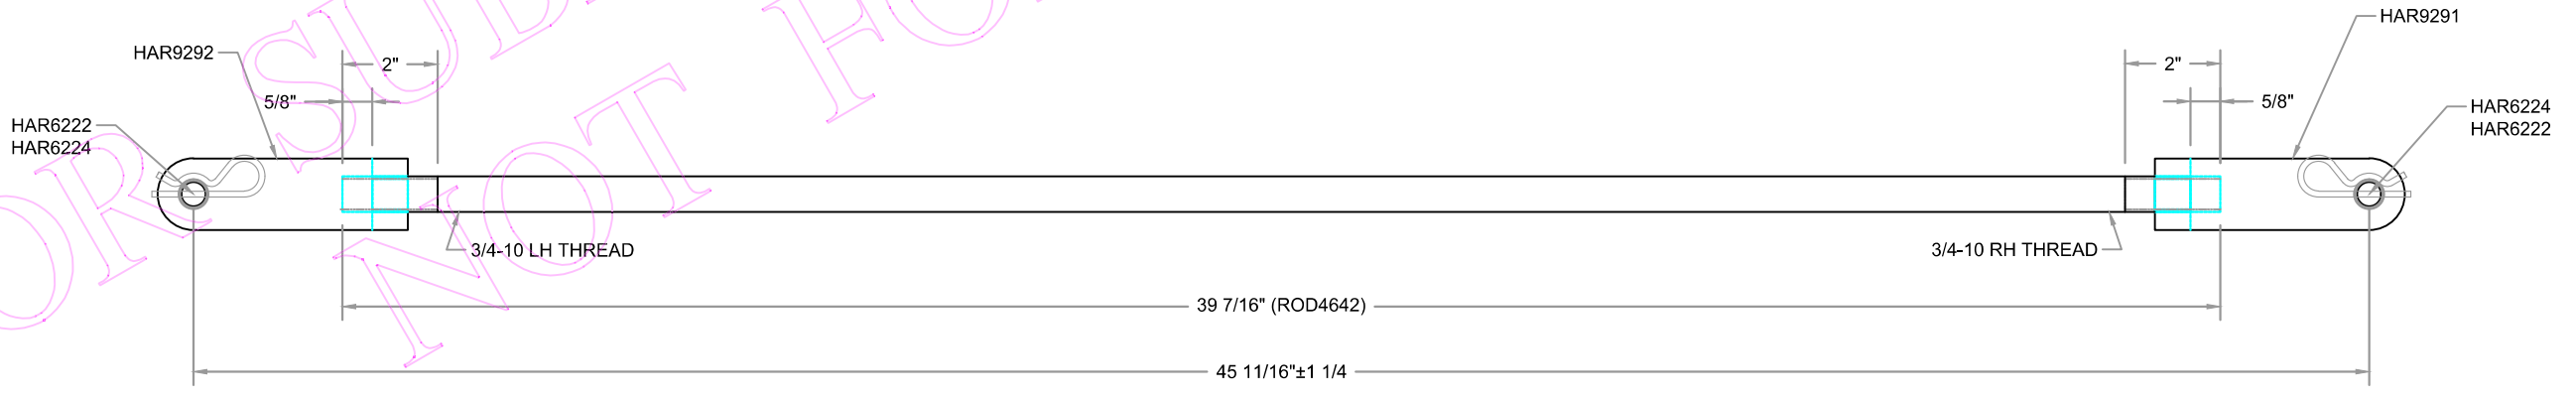 HAR9291
HAR9292
2"
2"
5/8"
5/8"
HAR6222
HAR6224
HAR6224
HAR6222
3/4-10 LH THREAD
3/4-10 RH THREAD
39 7/16" (ROD4642)
45 11/16"±1 1/4
NOT